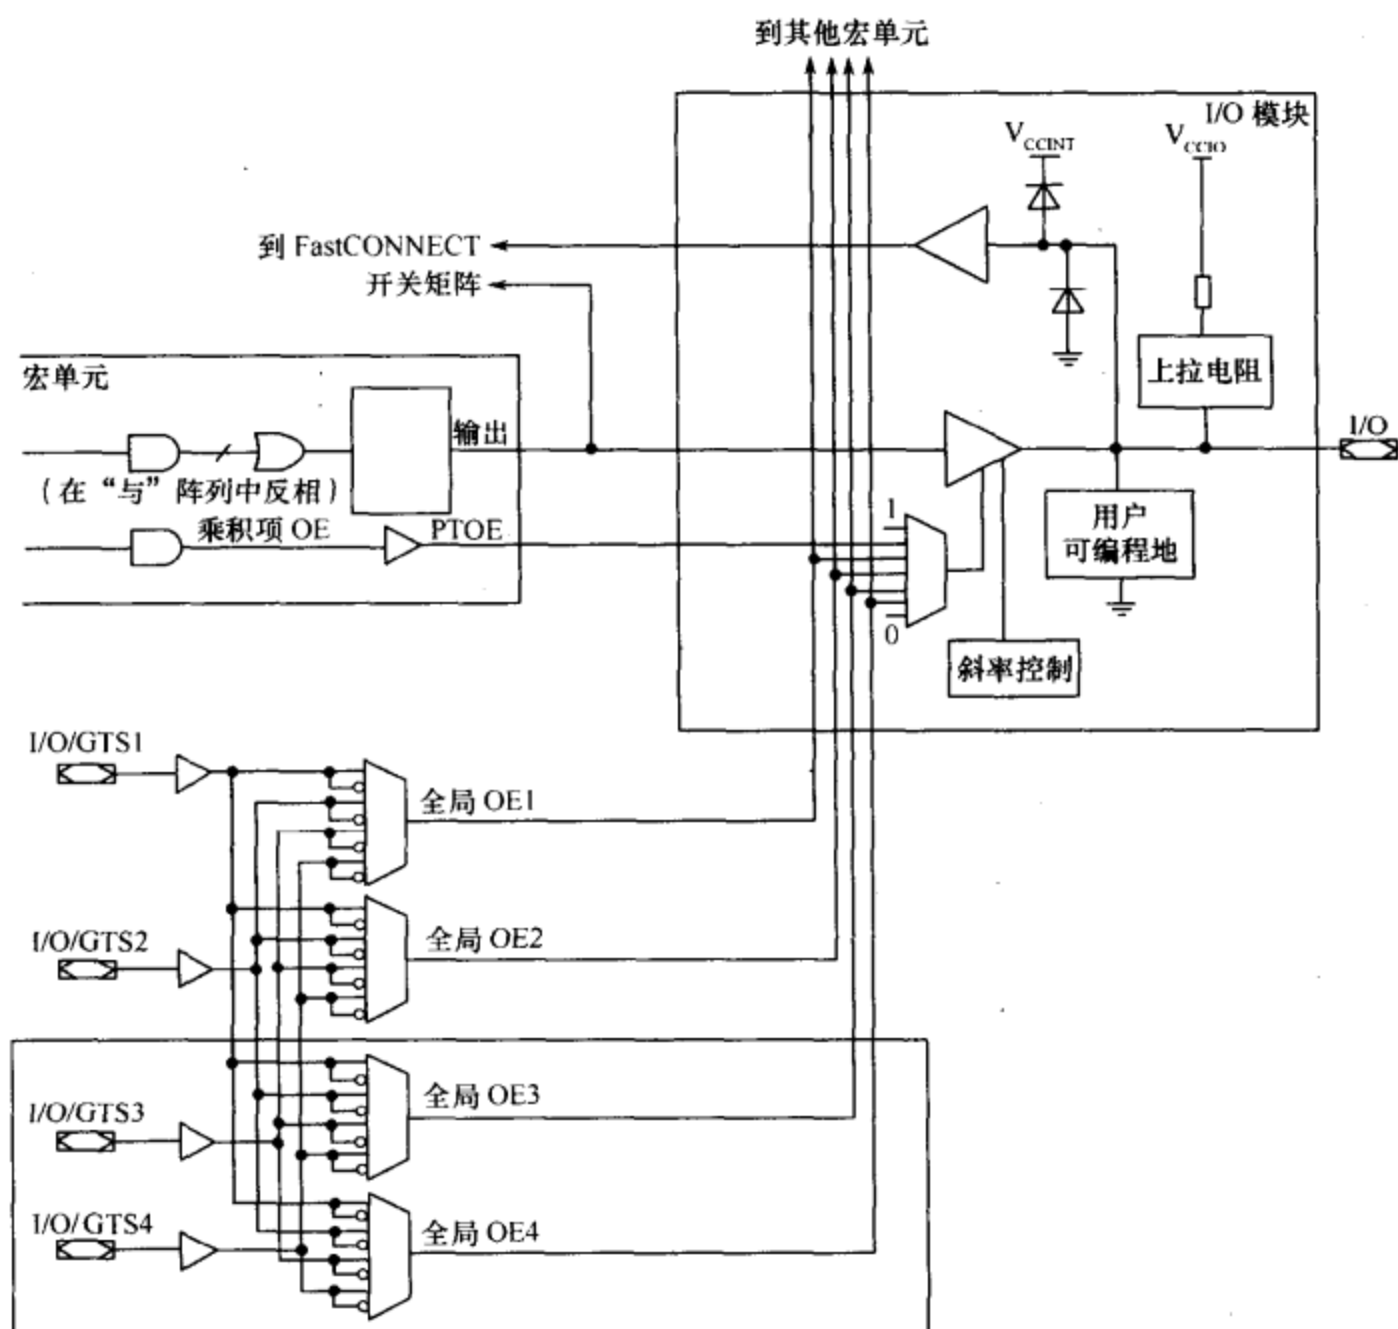 到其他宏单元
I/O 模块
V_CCINT
V_CCIO
到 FastCONNECT
开关矩阵
上拉电阻
宏单元
输出
I/O
(在“与”阵列中反相)
乘积项 OE
PTOE
1
用户
可编程地
0
斜率控制
I/O/GTS1
全局 OE1
I/O/GTS2
全局 OE2
I/O/GTS3
全局 OE3
I/O/ GTS4
全局 OE4